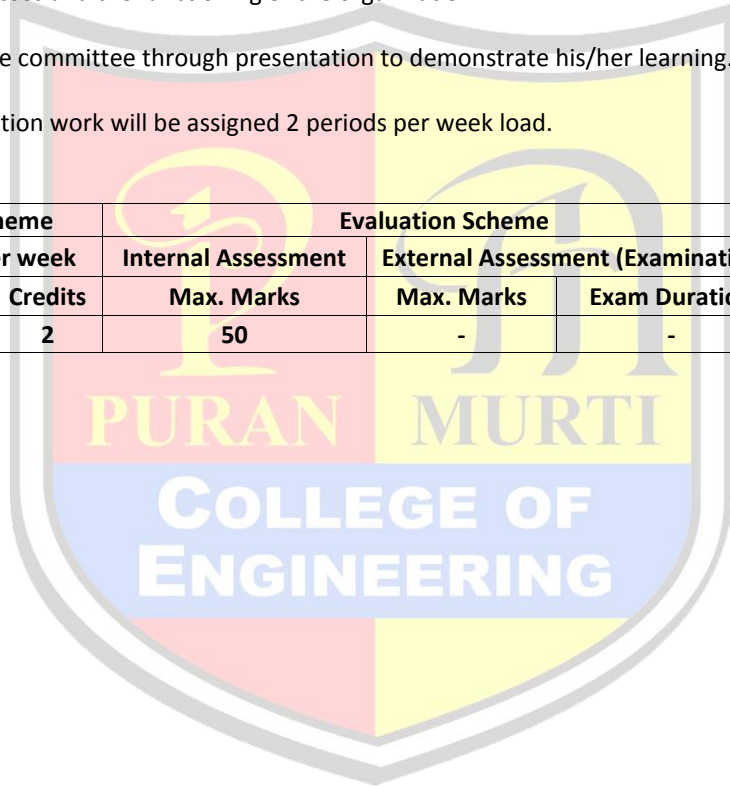 e committee through presentation to demonstrate his/her learning.
tion work will be assigned 2 periods per week load.
heme Evaluation Scheme
r week Internal Assessment External Assessment (Examinati
Credits Max. Marks Max. Marks Exam Duratio
2 50 - -
PURAN MURTI
COLLEGE OF
ENGINEERING